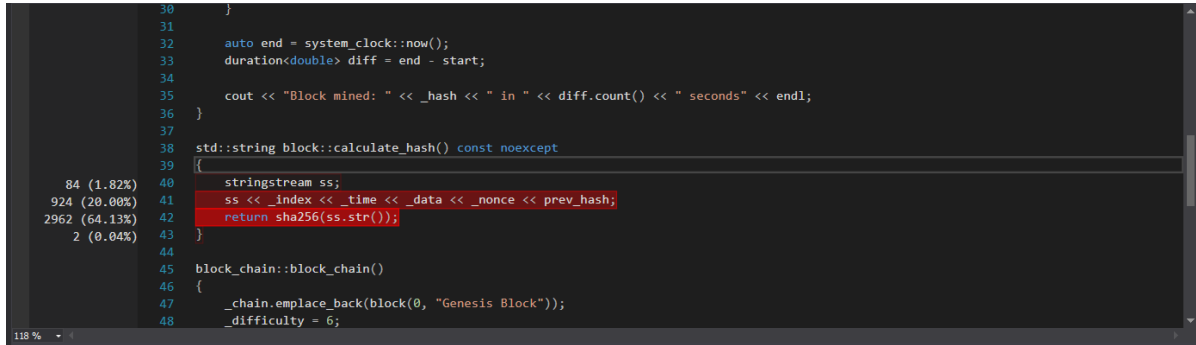 30 }
31
32 auto end = system_clock::now();
33 duration<double> diff = end - start;
34
35 cout << "Block mined: " << _hash << " in " << diff.count() << " seconds" << endl;
36 }
37
38 std::string block::calculate_hash() const noexcept
39 {
84 (1.82%) 40 stringstream ss;
924 (20.00%) 41 ss << _index << _time << _data << _nonce << prev_hash;
2962 (64.13%) 42 return sha256(ss.str());
2 (0.04%) 43 }
44
45 block_chain::block_chain()
46 {
47 _chain.emplace_back(block(0, "Genesis Block"));
48 _difficulty = 6;
118 %